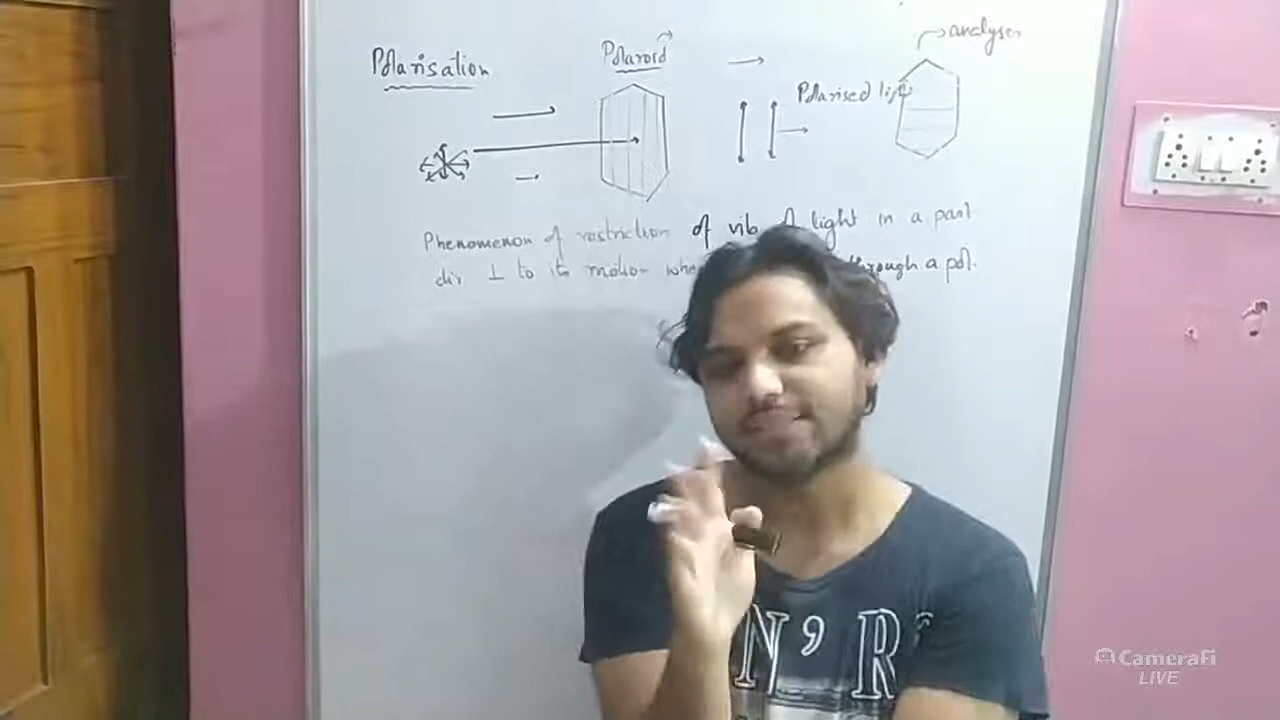 Polarisation
Polaroid
analyser
Polarised light
Phenomenon of restriction of vib of light in a part
dir ⊥ to its motion through a pol.
N'R
CameraFi
LIVE